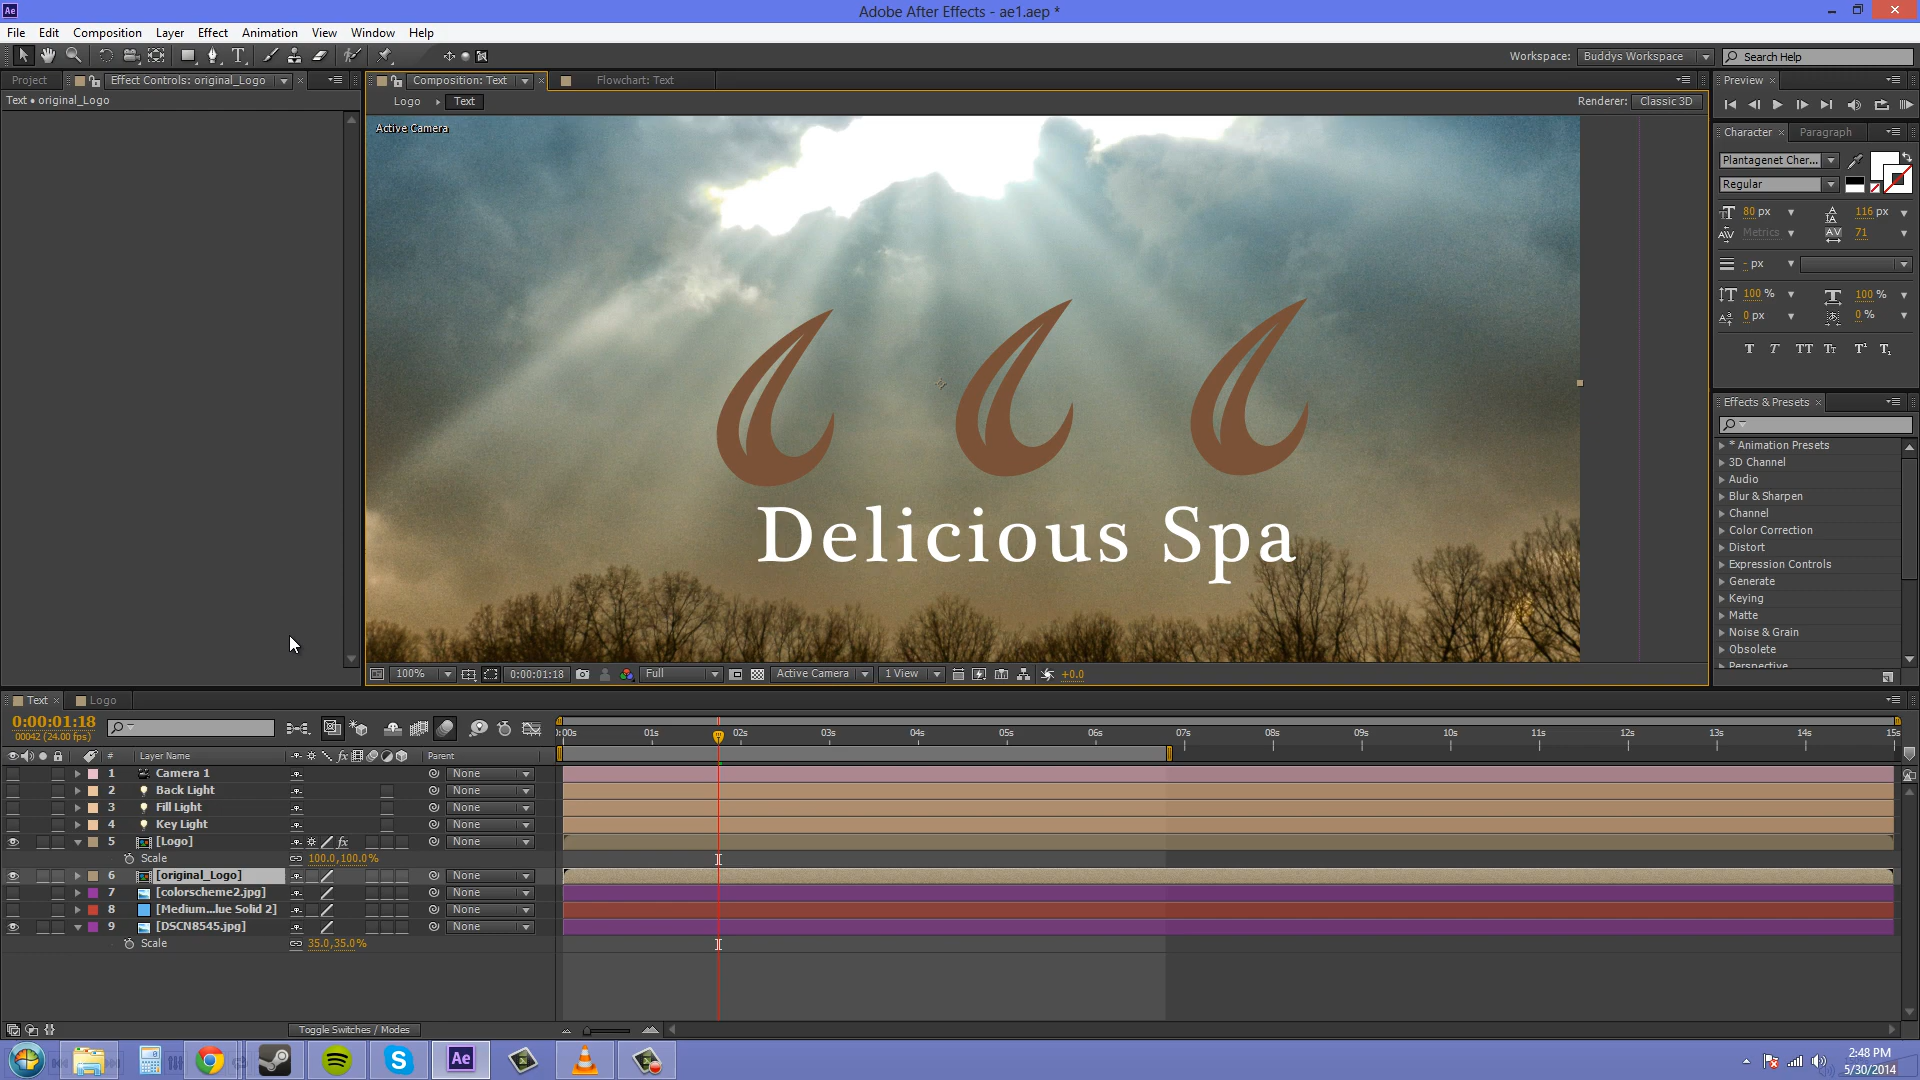 Ae
Adobe After Effects - ae1.aep *
File Edit Composition Layer Effect Animation View Window Help
Workspace: Buddys Workspace Search Help
Project Effect Controls: original_Logo
Text • original_Logo
Composition: Text Flowchart: Text
Logo Text
Renderer: Classic 3D
Active Camera
Delicious Spa
100% 0:00:01:18 Full Active Camera 1 View +0.0
Preview
Character Paragraph
Plantagenet Cher...
Regular
80 px 116 px
Metrics 71
- px
100 % 100 %
0 px 0 %
Effects & Presets
* Animation Presets
3D Channel
Audio
Blur & Sharpen
Channel
Color Correction
Distort
Expression Controls
Generate
Keying
Matte
Noise & Grain
Obsolete
Perspective
Text Logo
0:00:01:18
00042 (24.00 fps)
# Layer Name Parent
:00s 01s 02s 03s 04s 05s 06s 07s 08s 09s 10s 11s 12s 13s 14s 15s
1 Camera 1 None
2 Back Light None
3 Fill Light None
4 Key Light None
5 [Logo] None
Scale 100.0,100.0%
6 [original_Logo] None
7 [colorscheme2.jpg] None
8 [Medium...lue Solid 2] None
9 [DSCN8545.jpg] None
Scale 35.0,35.0%
Toggle Switches / Modes
Ae
2:48 PM
5/30/2014